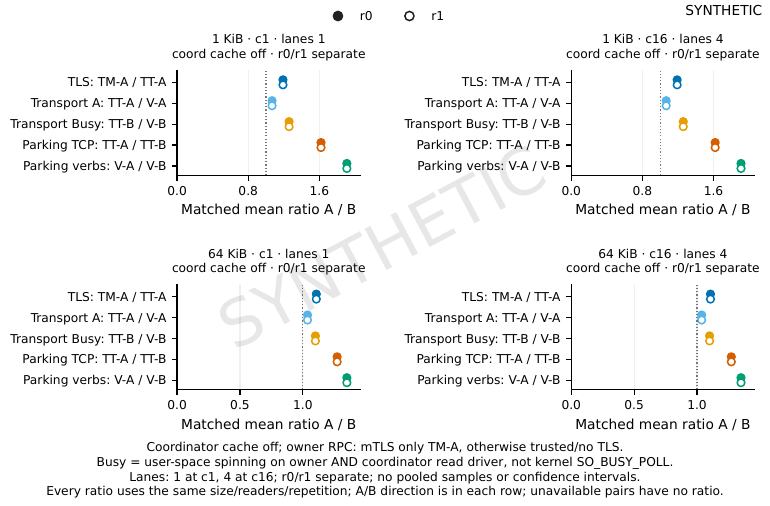 r0 r1
SYNTHETIC
1 KiB · c1 · lanes 1
coord cache off · r0/r1 separate
TLS: TM-A / TT-A
Transport A: TT-A / V-A
Transport Busy: TT-B / V-B
Parking TCP: TT-A / TT-B
Parking verbs: V-A / V-B
0.0 0.8 1.6
Matched mean ratio A / B
1 KiB · c16 · lanes 4
coord cache off · r0/r1 separate
TLS: TM-A / TT-A
Transport A: TT-A / V-A
Transport Busy: TT-B / V-B
Parking TCP: TT-A / TT-B
Parking verbs: V-A / V-B
0.0 0.8 1.6
Matched mean ratio A / B
SYNTHETIC
64 KiB · c1 · lanes 1
coord cache off · r0/r1 separate
TLS: TM-A / TT-A
Transport A: TT-A / V-A
Transport Busy: TT-B / V-B
Parking TCP: TT-A / TT-B
Parking verbs: V-A / V-B
0.0 0.5 1.0
Matched mean ratio A / B
64 KiB · c16 · lanes 4
coord cache off · r0/r1 separate
TLS: TM-A / TT-A
Transport A: TT-A / V-A
Transport Busy: TT-B / V-B
Parking TCP: TT-A / TT-B
Parking verbs: V-A / V-B
0.0 0.5 1.0
Matched mean ratio A / B
Coordinator cache off; owner RPC: mTLS only TM-A, otherwise trusted/no TLS.
Busy = user-space spinning on owner AND coordinator read driver, not kernel SO_BUSY_POLL.
Lanes: 1 at c1, 4 at c16; r0/r1 separate; no pooled samples or confidence intervals.
Every ratio uses the same size/readers/repetition; A/B direction is in each row; unavailable pairs have no ratio.